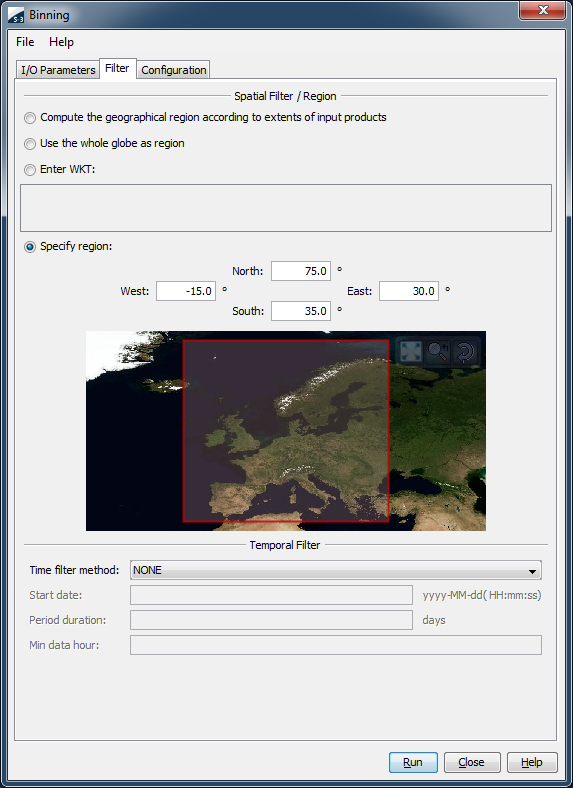 S-3 Binning
File Help
I/O Parameters Filter Configuration
Spatial Filter / Region
Compute the geographical region according to extents of input products
Use the whole globe as region
Enter WKT:
Specify region:
North: 75.0 °
West: -15.0 ° East: 30.0 °
South: 35.0 °
Temporal Filter
Time filter method: NONE
Start date: yyyy-MM-dd( HH:mm:ss)
Period duration: days
Min data hour:
Run Close Help